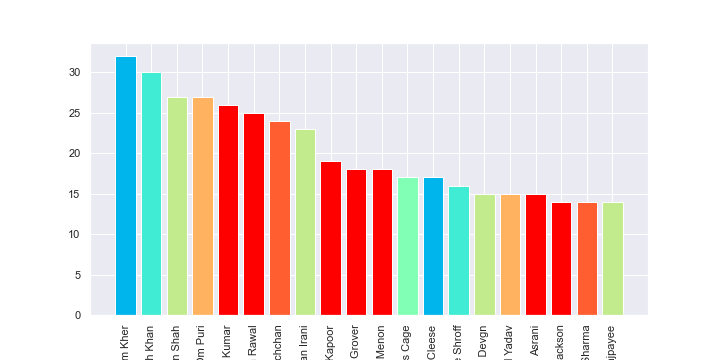 30
25
20
15
10
5
0
m Kher
h Khan
n Shah
Om Puri
Kumar
Rawal
chchan
an Irani
Kapoor
Grover
Menon
s Cage
Cleese
e Shroff
Devgn
l Yadav
Asrani
ackson
Sharma
ajpayee